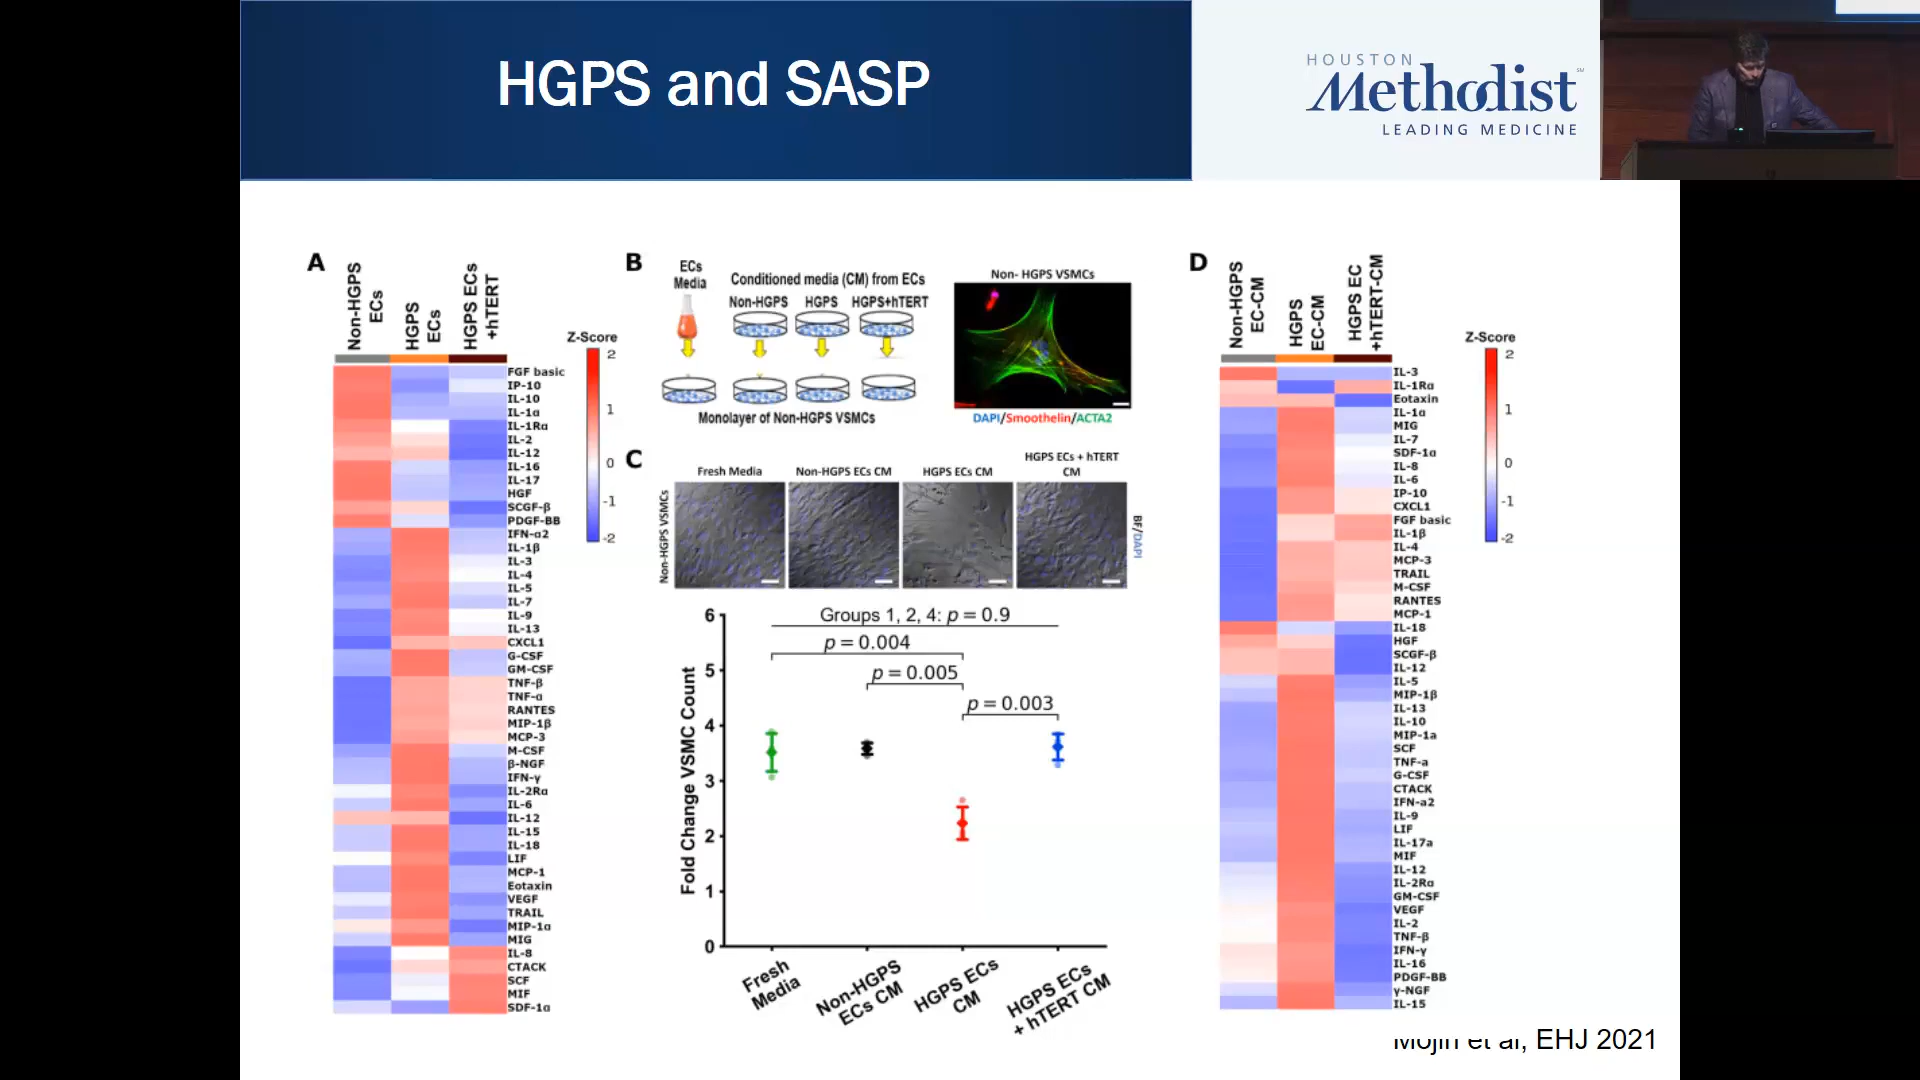 HGPS and SASP
HOUSTON
Methodist
LEADING MEDICINE
A
Non-HGPS
ECs
HGPS
ECs
HGPS ECs
+hTERT
Z-Score
2
1
0
-1
-2
FGF basic
IP-10
IL-10
IL-1α
IL-1Rα
IL-2
IL-12
IL-16
IL-17
HGF
SCGF-β
PDGF-BB
IFN-α2
IL-1β
IL-3
IL-4
IL-5
IL-7
IL-9
IL-13
CXCL1
G-CSF
GM-CSF
TNF-β
TNF-α
RANTES
MIP-1β
MCP-3
M-CSF
β-NGF
IFN-γ
IL-2Rα
IL-6
IL-12
IL-15
IL-18
LIF
MCP-1
Eotaxin
VEGF
TRAIL
MIP-1α
MIG
IL-8
CTACK
SCF
MIF
SDF-1α
B
ECs
Media
Conditioned media (CM) from ECs
Non-HGPS HGPS HGPS+hTERT
Monolayer of Non-HGPS VSMCs
Non- HGPS VSMCs
DAPI/Smoothelin/ACTA2
C
Fresh Media
Non-HGPS ECs CM
HGPS ECs CM
HGPS ECs + hTERT
CM
Non-HGPS VSMCs
BF/DAPI
Groups 1, 2, 4: p = 0.9
p = 0.004
p = 0.005
p = 0.003
Fold Change VSMC Count
6
5
4
3
2
1
0
Fresh
Media
Non-HGPS
ECs CM
HGPS ECs
CM
HGPS ECs
+ hTERT CM
D
Non-HGPS
EC-CM
HGPS
EC-CM
HGPS EC
+hTERT-CM
Z-Score
2
1
0
-1
-2
IL-3
IL-1Rα
Eotaxin
IL-1α
MIG
IL-7
SDF-1α
IL-8
IL-6
IP-10
CXCL1
FGF basic
IL-1β
IL-4
MCP-3
TRAIL
M-CSF
RANTES
MCP-1
IL-18
HGF
SCGF-β
IL-12
IL-5
MIP-1β
IL-13
IL-10
MIP-1a
SCF
TNF-a
G-CSF
CTACK
IFN-a2
IL-9
LIF
IL-17a
MIF
IL-12
IL-2Rα
GM-CSF
VEGF
IL-2
TNF-β
IFN-γ
IL-16
PDGF-BB
γ-NGF
IL-15
Mojiri et al, EHJ 2021